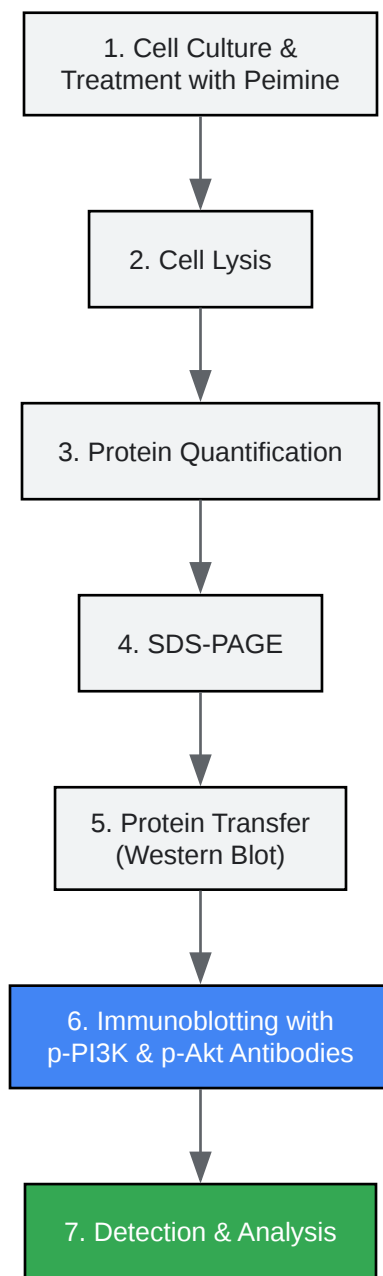 1. Cell Culture &
Treatment with Peimine
2. Cell Lysis
3. Protein Quantification
4. SDS-PAGE
5. Protein Transfer
(Western Blot)
6. Immunoblotting with
p-PI3K & p-Akt Antibodies
7. Detection & Analysis